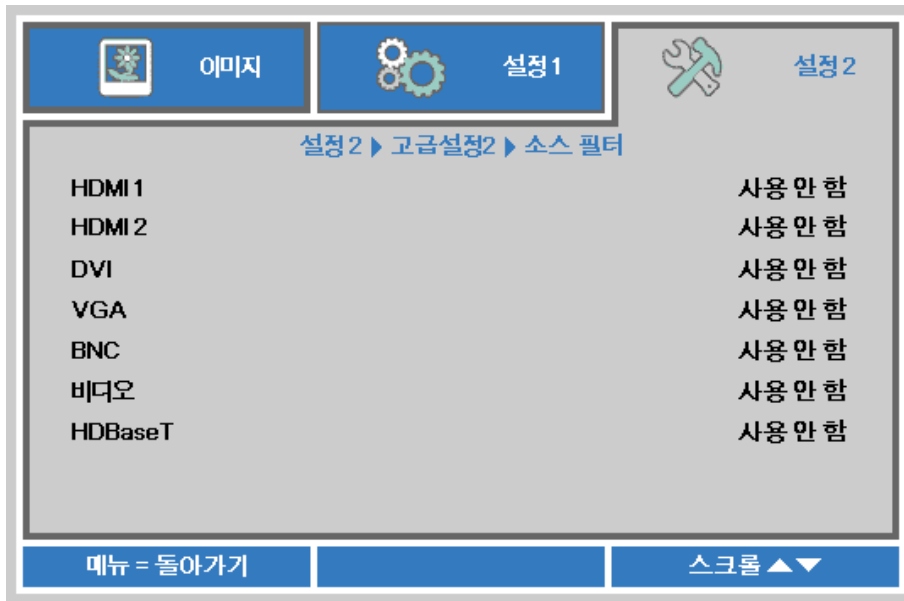 이미지 설정 1 설정 2
설정 2 ▶ 고급설정2 ▶ 소스 필터
HDMI 1 사용 안 함
HDMI 2 사용 안 함
DVI 사용 안 함
VGA 사용 안 함
BNC 사용 안 함
비디오 사용 안 함
HDBaseT 사용 안 함
메뉴 = 돌아가기 스크롤 ▲▼